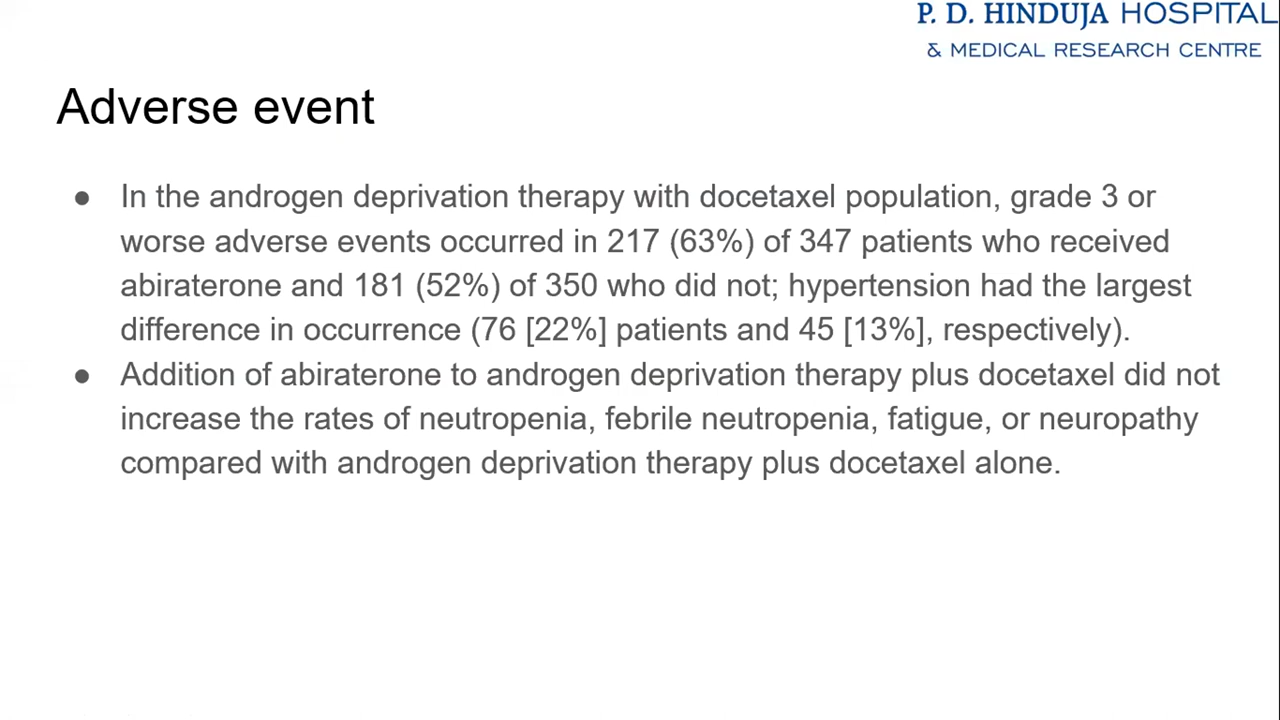 P. D. HINDUJA HOSPITAL
& MEDICAL RESEARCH CENTRE
Adverse event
● In the androgen deprivation therapy with docetaxel population, grade 3 or
worse adverse events occurred in 217 (63%) of 347 patients who received
abiraterone and 181 (52%) of 350 who did not; hypertension had the largest
difference in occurrence (76 [22%] patients and 45 [13%], respectively).
● Addition of abiraterone to androgen deprivation therapy plus docetaxel did not
increase the rates of neutropenia, febrile neutropenia, fatigue, or neuropathy
compared with androgen deprivation therapy plus docetaxel alone.